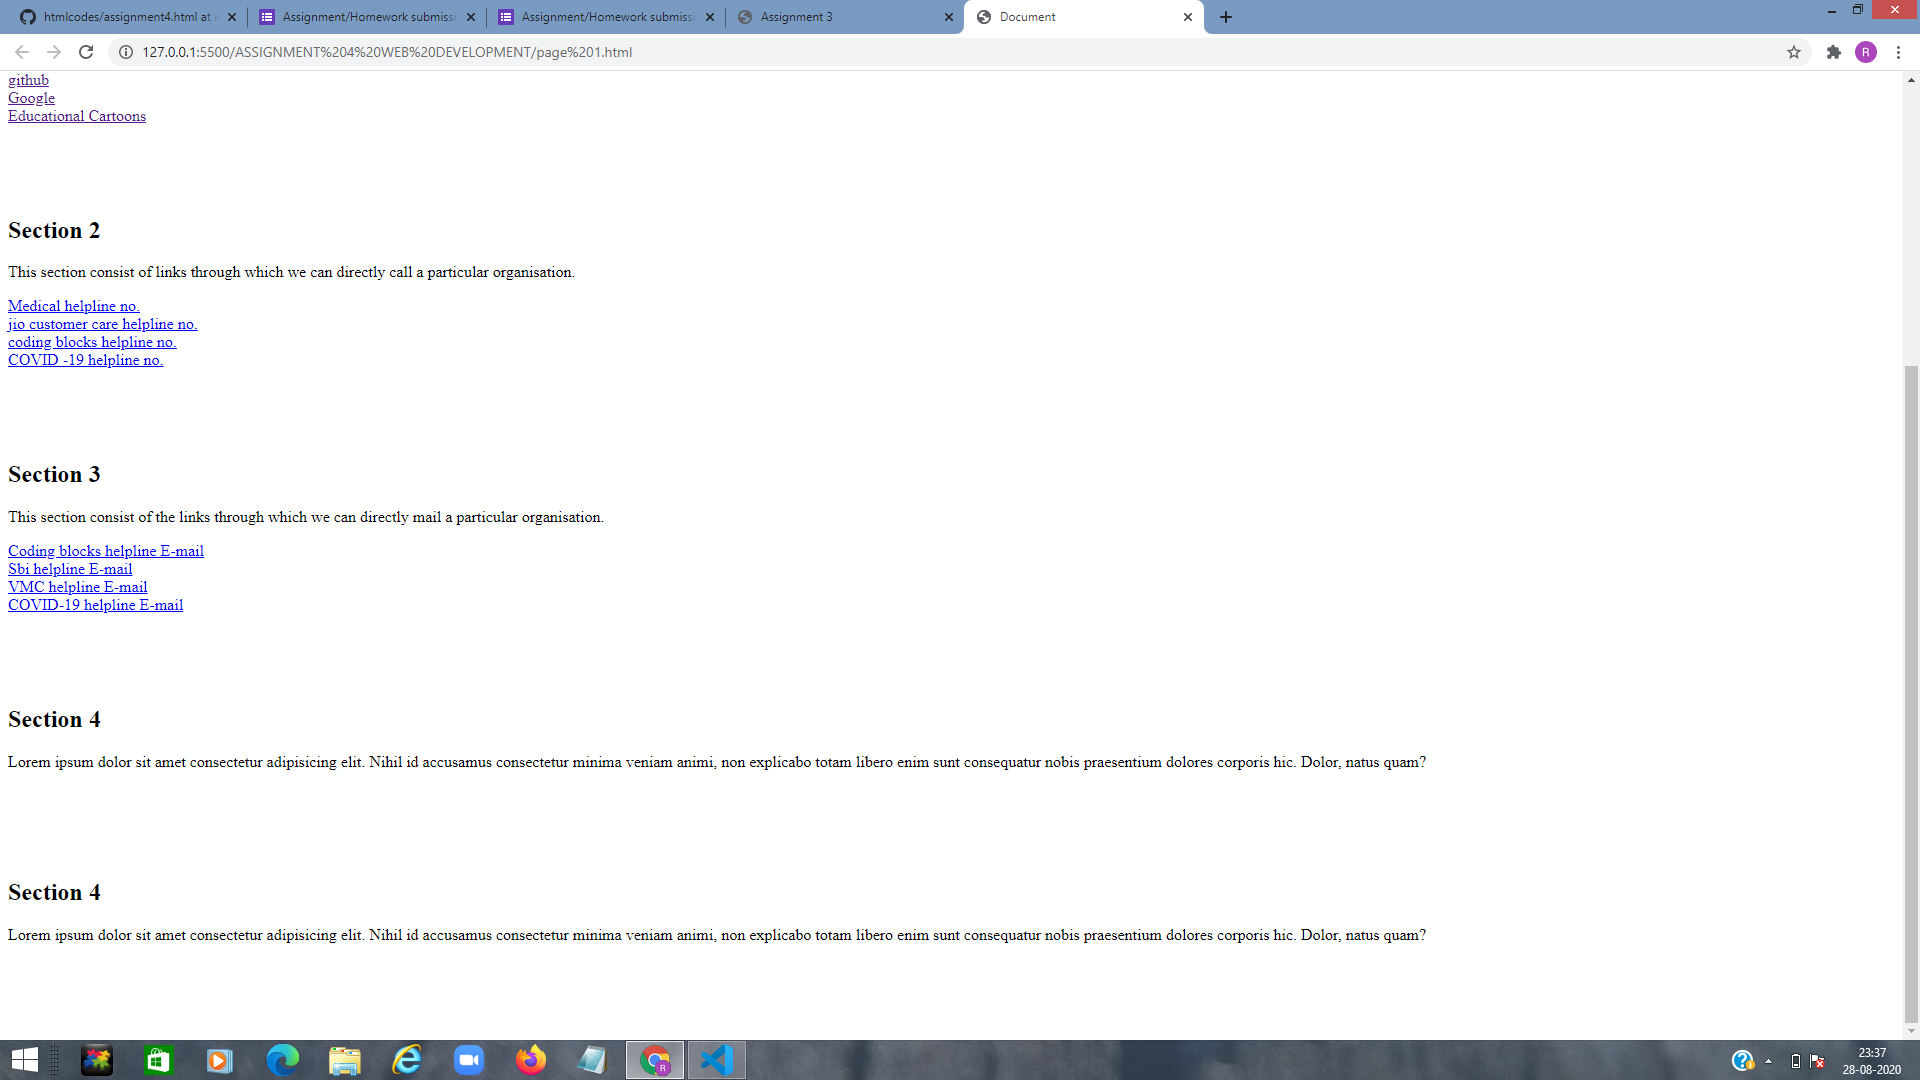 htmlcodes/assignment4.html at
Assignment/Homework submiss
Assignment/Homework submiss
Assignment 3
Document
127.0.0.1:5500/ASSIGNMENT%204%20WEB%20DEVELOPMENT/page%201.html
R
github
Google
Educational Cartoons
Section 2
This section consist of links through which we can directly call a particular organisation.
Medical helpline no.
jio customer care helpline no.
coding blocks helpline no.
COVID -19 helpline no.
Section 3
This section consist of the links through which we can directly mail a particular organisation.
Coding blocks helpline E-mail
Sbi helpline E-mail
VMC helpline E-mail
COVID-19 helpline E-mail
Section 4
Lorem ipsum dolor sit amet consectetur adipisicing elit. Nihil id accusamus consectetur minima veniam animi, non explicabo totam libero enim sunt consequatur nobis praesentium dolores corporis hic. Dolor, natus quam?
Section 4
Lorem ipsum dolor sit amet consectetur adipisicing elit. Nihil id accusamus consectetur minima veniam animi, non explicabo totam libero enim sunt consequatur nobis praesentium dolores corporis hic. Dolor, natus quam?
R
23:37
28-08-2020